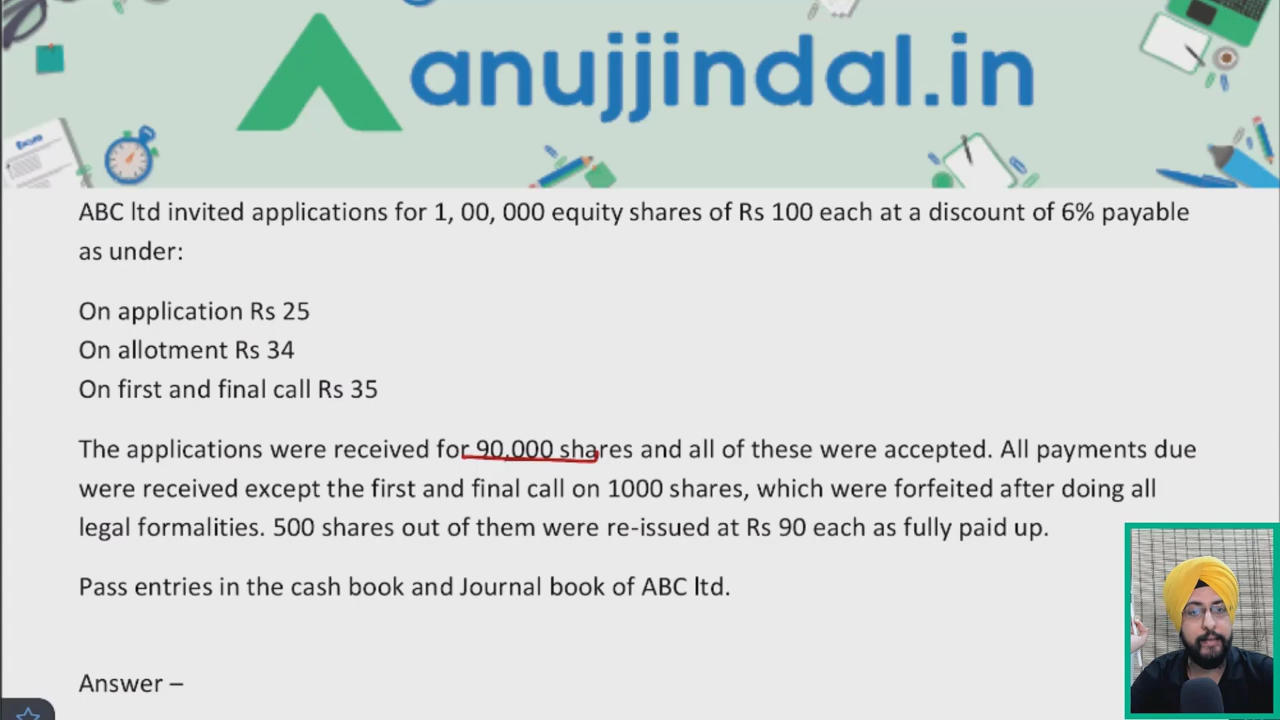 anujjindal.in
ABC ltd invited applications for 1, 00, 000 equity shares of Rs 100 each at a discount of 6% payable
as under:
On application Rs 25
On allotment Rs 34
On first and final call Rs 35
The applications were received for 90,000 shares and all of these were accepted. All payments due
were received except the first and final call on 1000 shares, which were forfeited after doing all
legal formalities. 500 shares out of them were re-issued at Rs 90 each as fully paid up.
Pass entries in the cash book and Journal book of ABC ltd.
Answer –